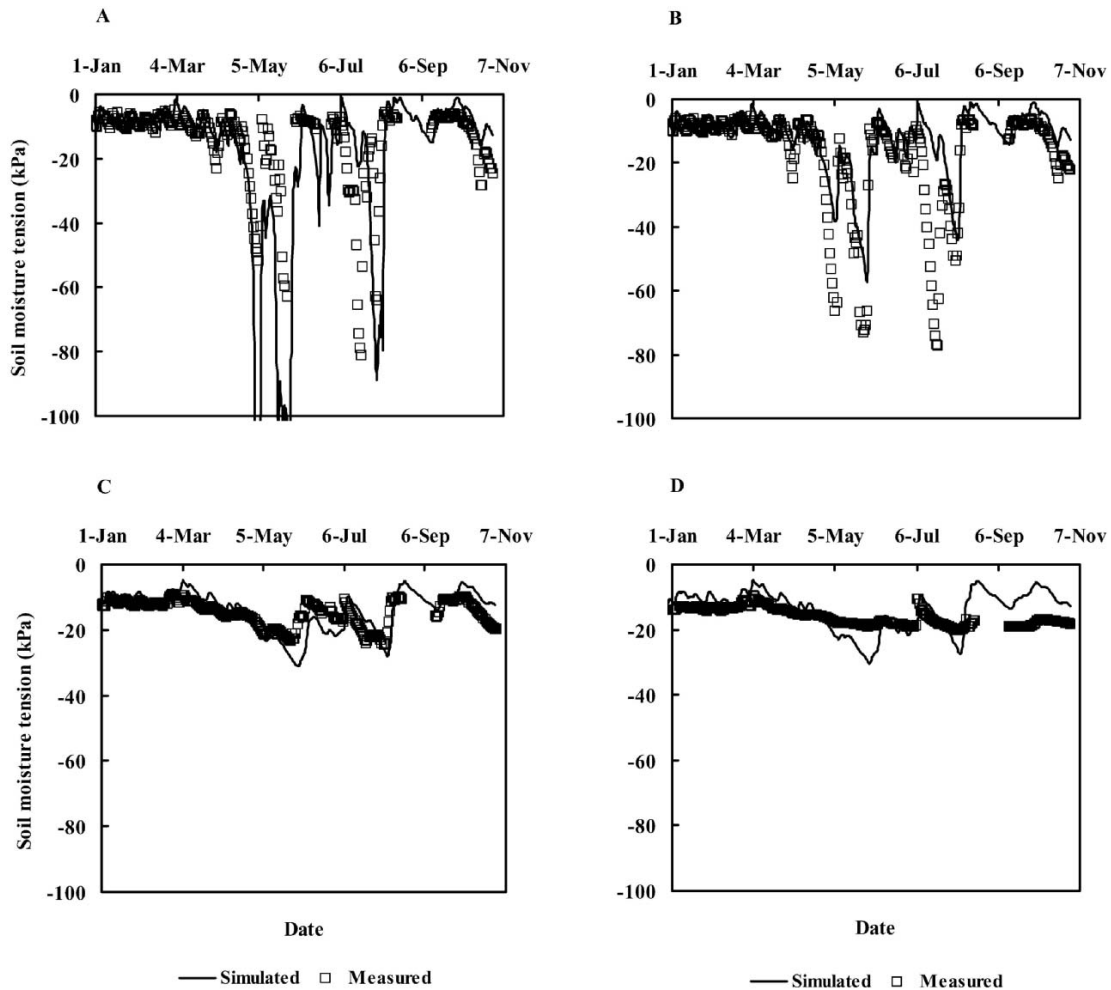 A
1-Jan 4-Mar 5-May 6-Jul 6-Sep 7-Nov
0
-20
-40
-60
-80
-100
Soil moisture tension (kPa)
B
1-Jan 4-Mar 5-May 6-Jul 6-Sep 7-Nov
0
-20
-40
-60
-80
-100
C
1-Jan 4-Mar 5-May 6-Jul 6-Sep 7-Nov
0
-20
-40
-60
-80
-100
Soil moisture tension (kPa)
Date
Simulated Measured
D
1-Jan 4-Mar 5-May 6-Jul 6-Sep 7-Nov
0
-20
-40
-60
-80
-100
Date
Simulated Measured